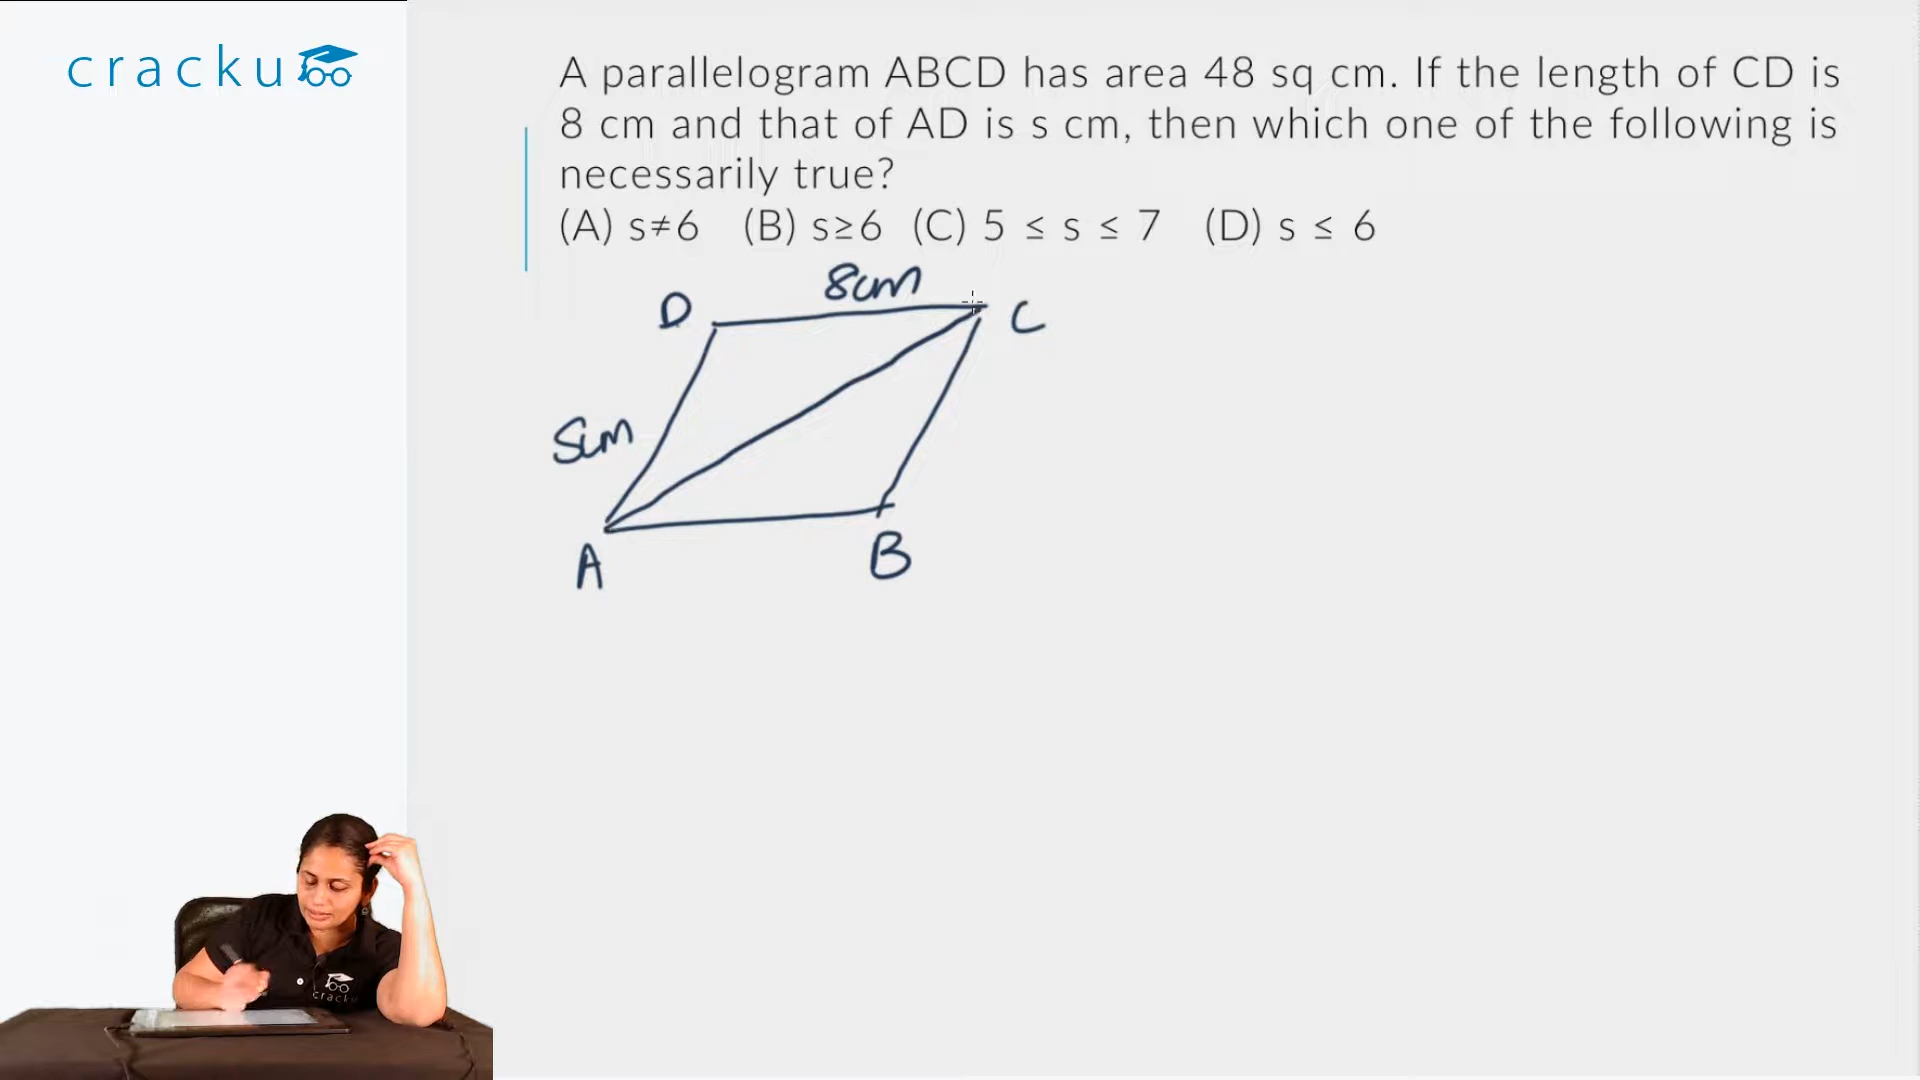 cracku
A parallelogram ABCD has area 48 sq cm. If the length of CD is
8 cm and that of AD is s cm, then which one of the following is
necessarily true?
(A) s≠6 (B) s≥6 (C) 5 ≤ s ≤ 7 (D) s ≤ 6
8cm
D
C
Scm
A
B
cracku